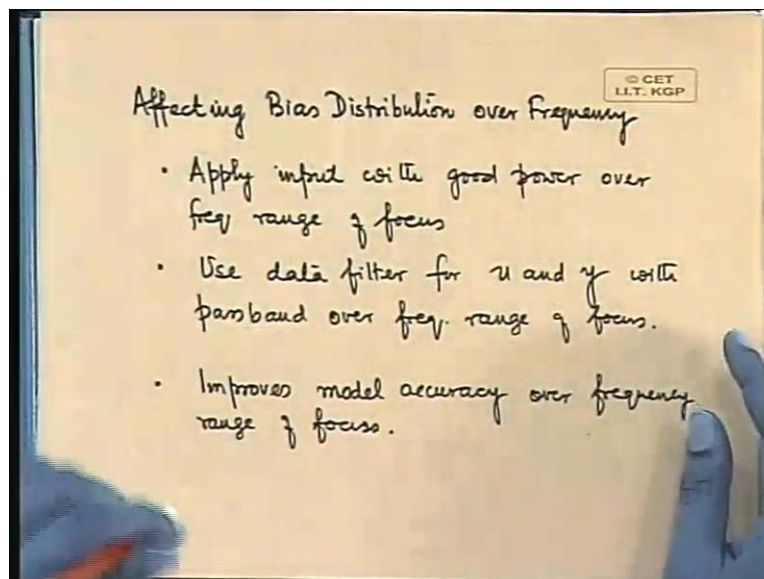 © CET
I.I.T. KGP
Affecting Bias Distribution over Frequency
• Apply input with good power over
freq range of focus
• Use data filter for u and y with
passband over freq. range of focus.
• Improves model accuracy over frequency
range of focuss.